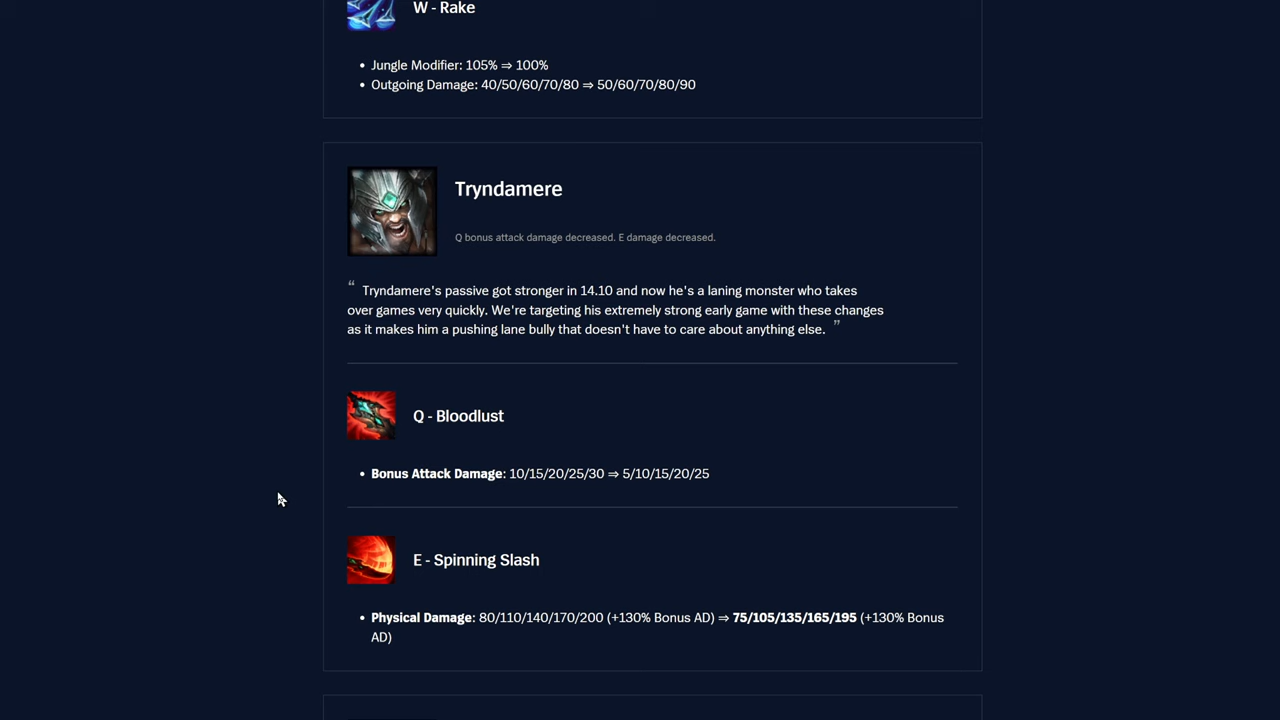 W - Rake
• Jungle Modifier: 105% ⇒ 100%
• Outgoing Damage: 40/50/60/70/80 ⇒ 50/60/70/80/90
Tryndamere
Q bonus attack damage decreased. E damage decreased.
“ Tryndamere's passive got stronger in 14.10 and now he's a laning monster who takes
over games very quickly. We're targeting his extremely strong early game with these changes
as it makes him a pushing lane bully that doesn't have to care about anything else. ”
Q - Bloodlust
• Bonus Attack Damage: 10/15/20/25/30 ⇒ 5/10/15/20/25
E - Spinning Slash
• Physical Damage: 80/110/140/170/200 (+130% Bonus AD) ⇒ 75/105/135/165/195 (+130% Bonus
AD)